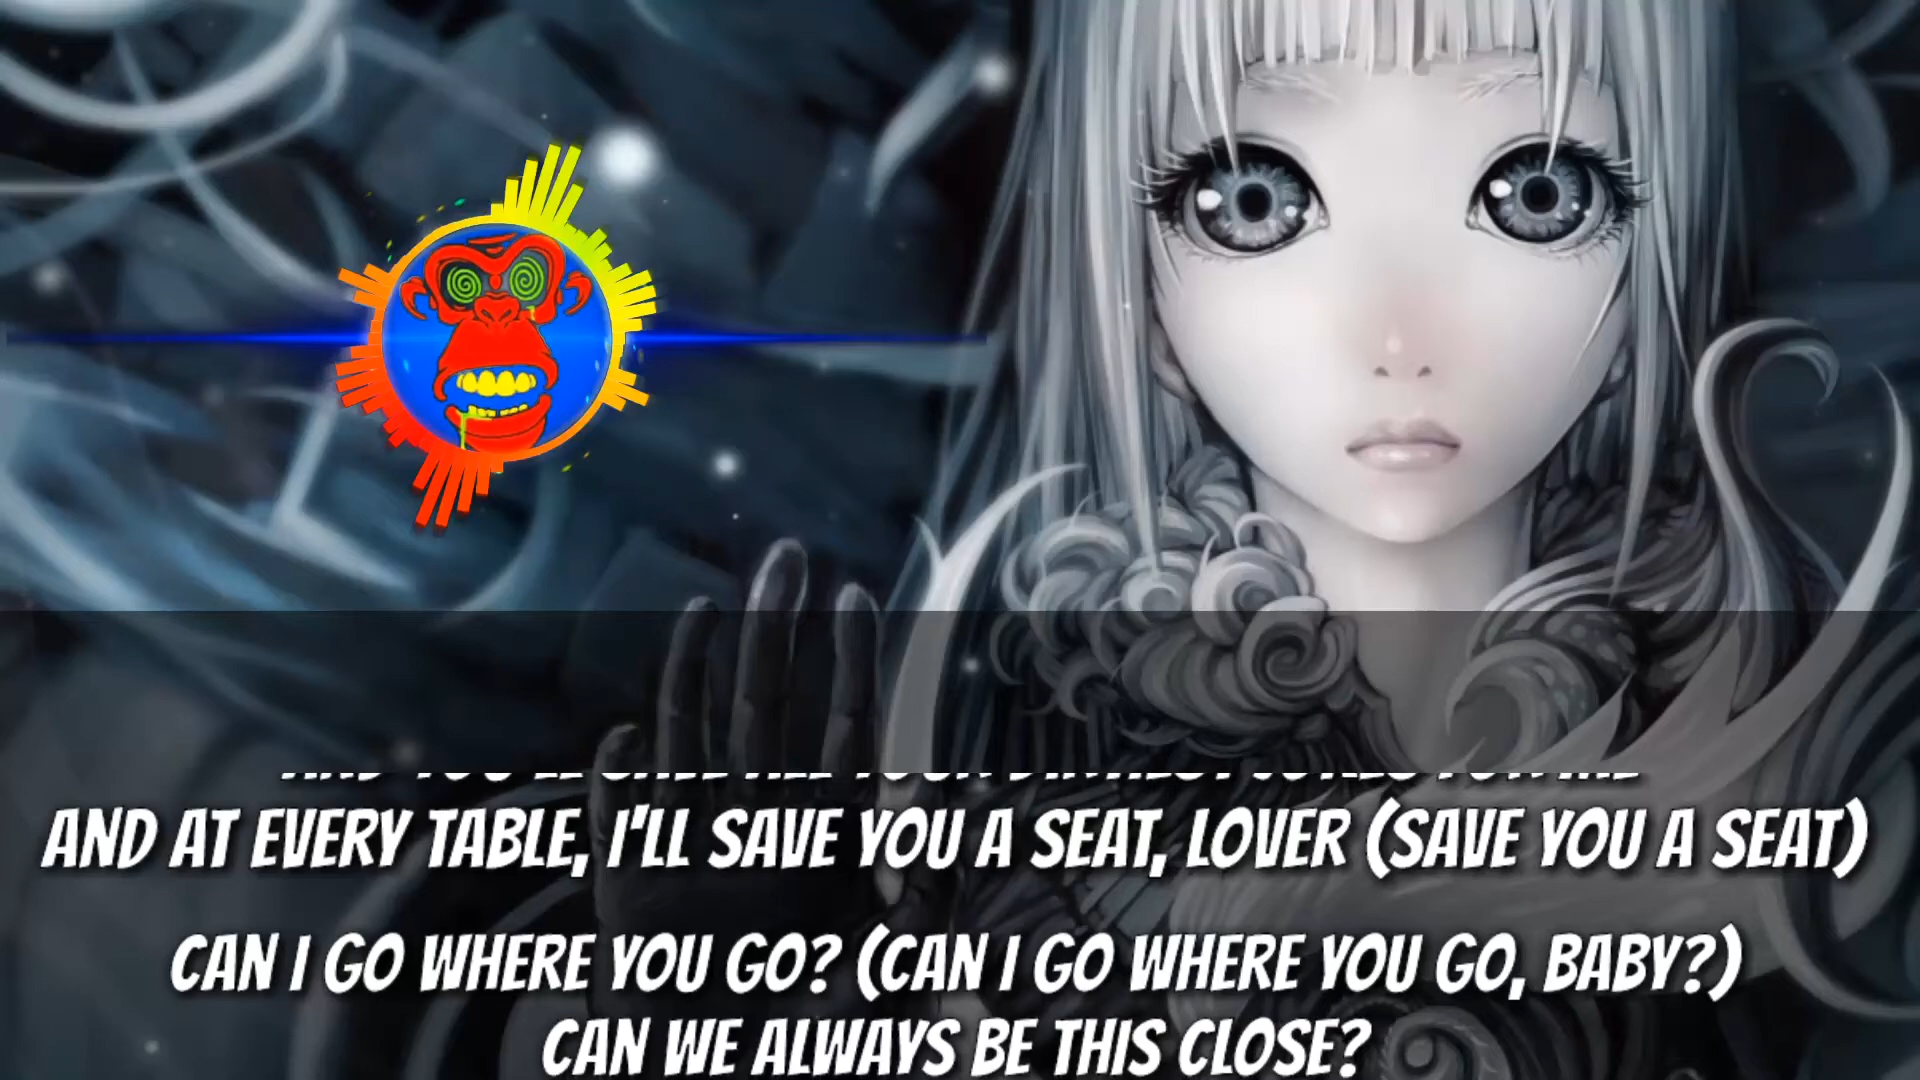 AND AT EVERY TABLE, I'LL SAVE YOU A SEAT, LOVER (SAVE YOU A SEAT)
CAN I GO WHERE YOU GO? (CAN I GO WHERE YOU GO, BABY?)
CAN WE ALWAYS BE THIS CLOSE?